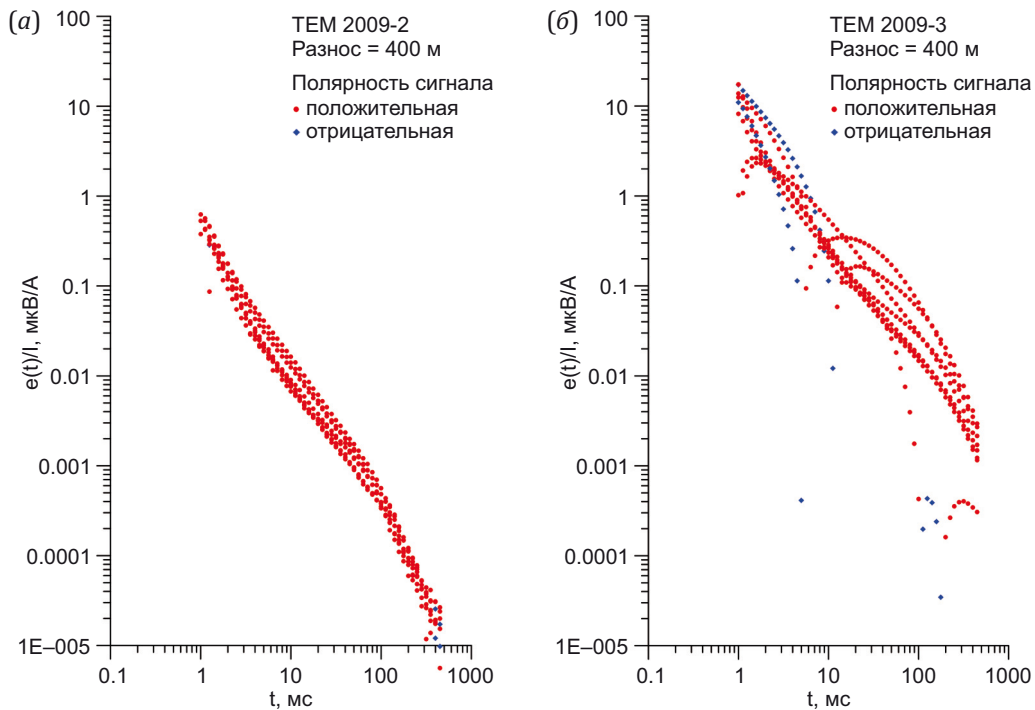 (а)
ТЕМ 2009-2
Разнос = 400 м
Полярность сигнала
положительная
отрицательная
100
10
1
0.1
0.01
0.001
0.0001
1E–005
e(t)/I, мкВ/А
0.1
1
10
100
1000
t, мс
(б)
ТЕМ 2009-3
Разнос = 400 м
Полярность сигнала
положительная
отрицательная
100
10
1
0.1
0.01
0.001
0.0001
1E–005
e(t)/I, мкВ/А
0.1
1
10
100
1000
t, мс